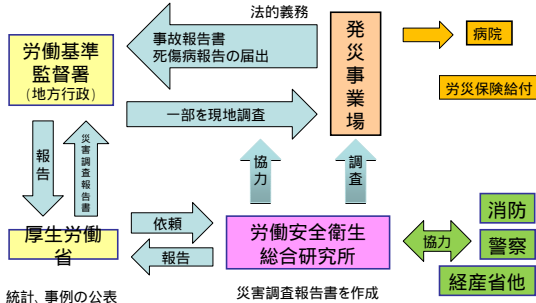 法的義務
労働基準
監督署
(地方行政)
事故報告書
死傷病報告の届出
発災事業場
病院
労災保険給付
一部を現地調査
報告
災害調査報告書
協力
調査
厚生労働
省
依頼
報告
労働安全衛生
総合研究所
協力
消防
警察
経産省他
統計、事例の公表
災害調査報告書を作成